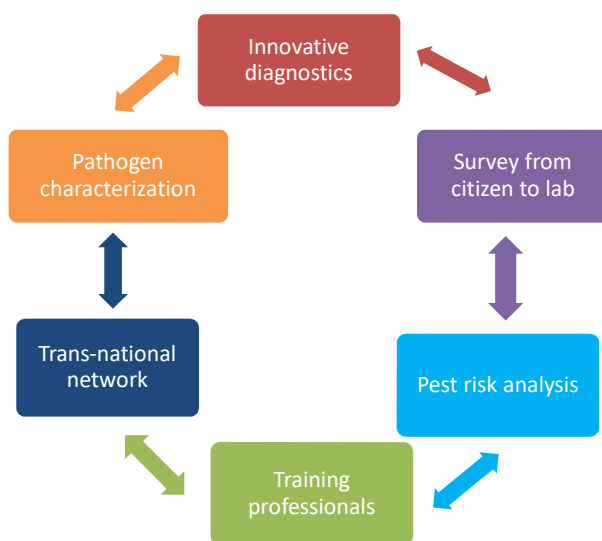 Innovative
diagnostics
Pathogen
characterization
Survey from
citizen to lab
Trans-national
network
Pest risk analysis
Training
professionals